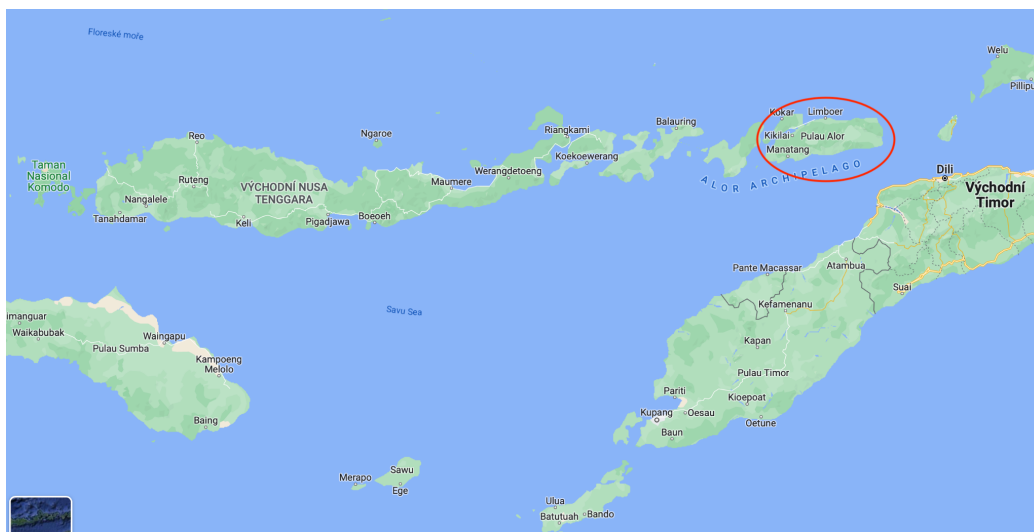 Floreské moře
Welu
Pillipu
Kokar
Limboer
Balauring
Kikilai
Pulau Alor
Manatang
ALOR ARCHIPELAGO
Reo
Ngaroe
Riangkami
Koekoewerang
Werangdetoeng
Maumere
Taman
Nasional
Komodo
Ruteng
VÝCHODNÍ NUSA
TENGGARA
Nangalele
Tanahdamar
Keli
Pigadjawa
Boeoeh
Dili
Východní
Timor
Pante Macassar
Atambua
Suai
Kefamenanu
Savu Sea
imanguar
Waikabubak
Waingapu
Pulau Sumba
Kampoeng
Melolo
Baing
Kapan
Pulau Timor
Pariti
Kioepoat
Kupang
Oesau
Oetune
Baun
Merapo
Sawu
Ege
Ulua
Batutuah
Bando